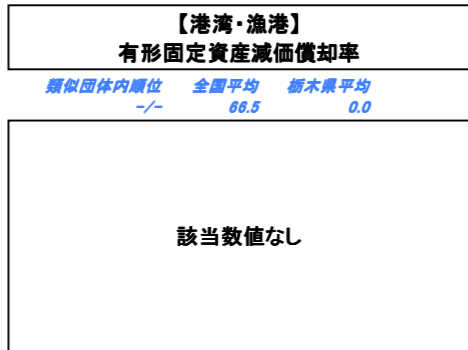 【港湾・漁港】
有形固定資産減価償却率
類似団体内順位 全国平均 栃木県平均
-/- 66.5 0.0
該当数値なし